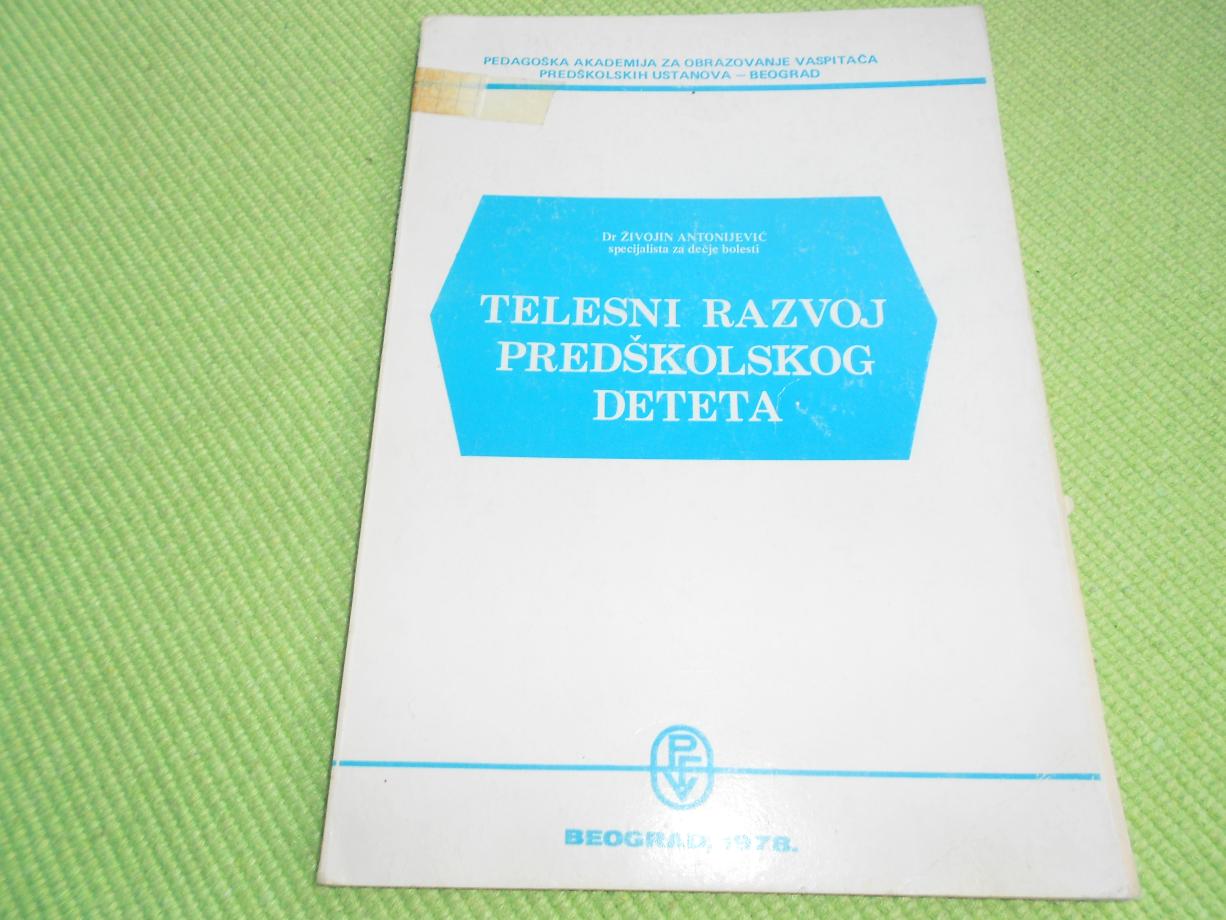 PEDAGOŠKA AKADEMIJA ZA OBRAZOVANJE VASPITAČA
PREDŠKOLSKIH USTANOVA – BEOGRAD
Dr ŽIVOJIN ANTONIJEVIĆ
specijalista za dečje bolesti
TELESNI RAZVOJ
PREDŠKOLSKOG
DETETA
BEOGRAD, 1978.